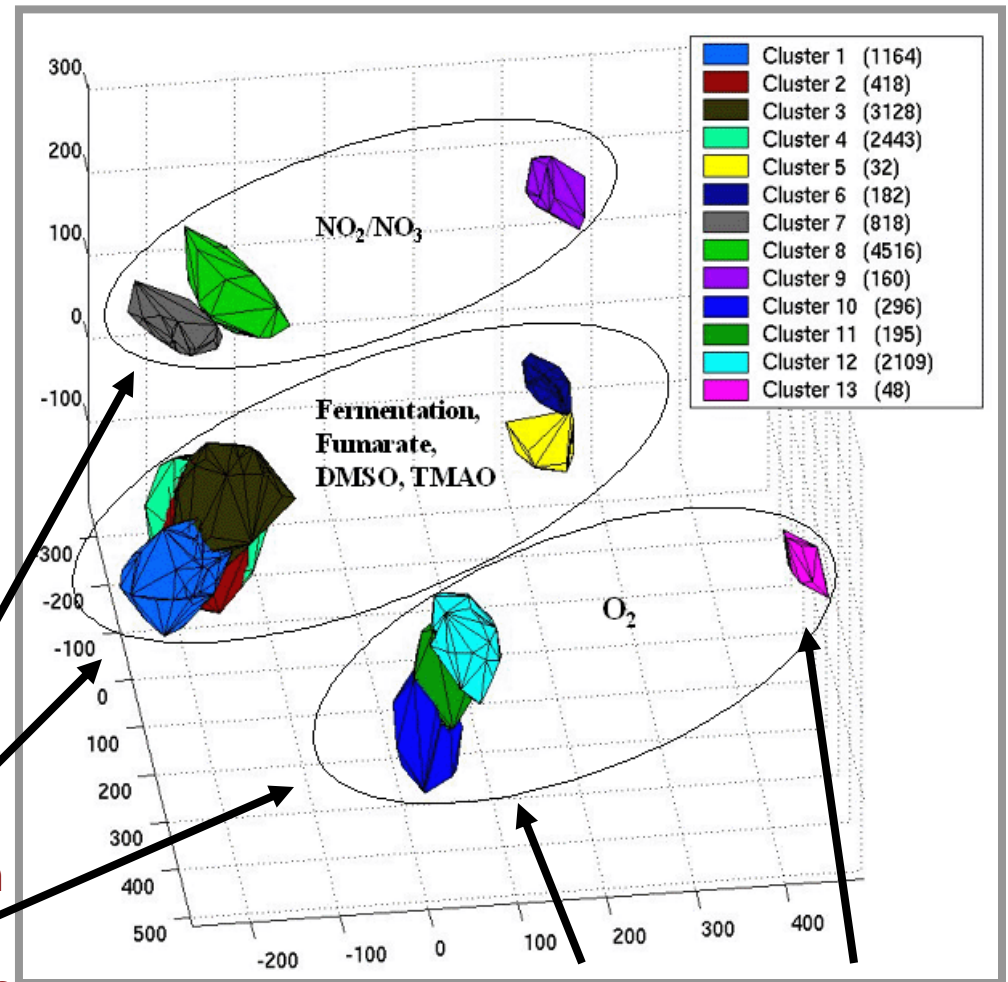 300
200
100
0
-100
-300
-200
-100
0
100
200
300
400
500
-200
-100
0
100
200
300
400
NO₂/NO₃
Fermentation,
Fumarate,
DMSO, TMAO
O₂
Cluster 1 (1164)
Cluster 2 (418)
Cluster 3 (3128)
Cluster 4 (2443)
Cluster 5 (32)
Cluster 6 (182)
Cluster 7 (818)
Cluster 8 (4516)
Cluster 9 (160)
Cluster 10 (296)
Cluster 11 (195)
Cluster 12 (2109)
Cluster 13 (48)